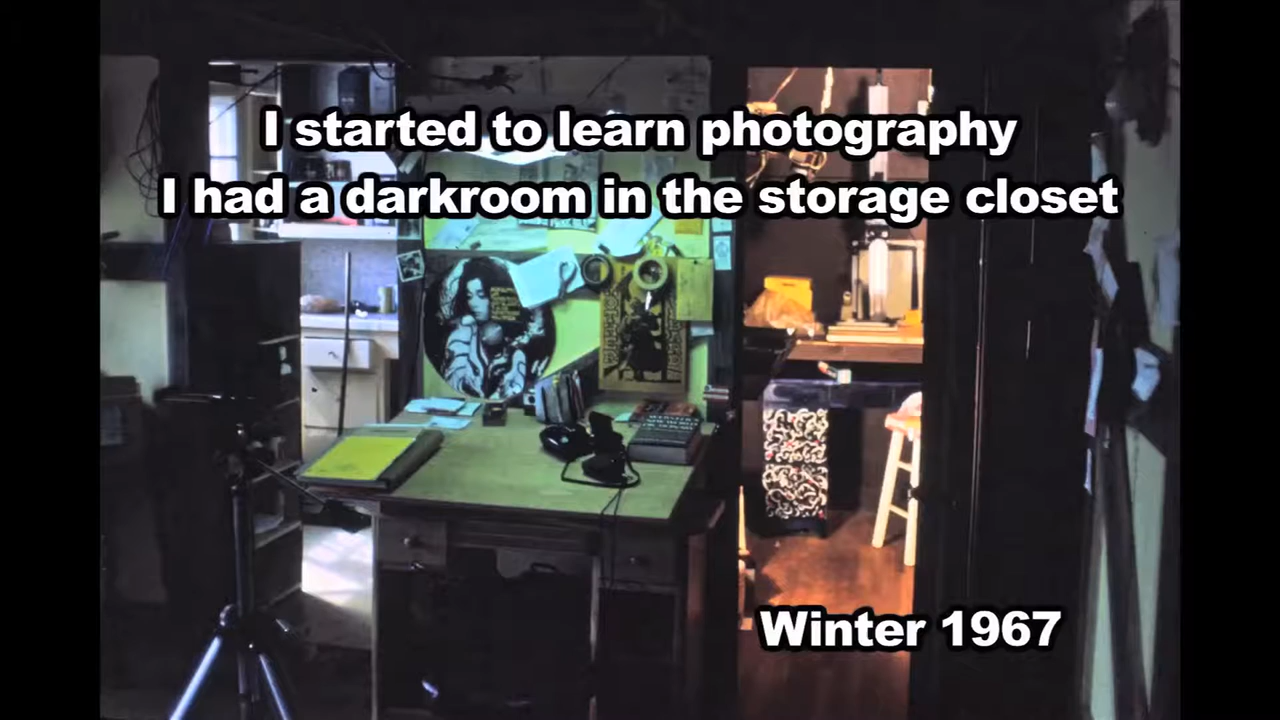 I started to learn photography
I had a darkroom in the storage closet
Winter 1967